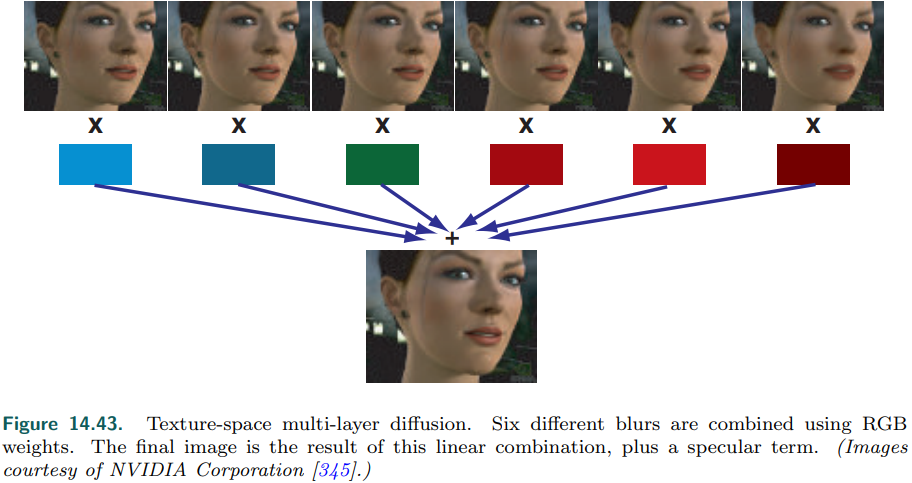 X X X X X X
+
Figure 14.43. Texture-space multi-layer diffusion. Six different blurs are combined using RGB
weights. The final image is the result of this linear combination, plus a specular term. (Images
courtesy of NVIDIA Corporation [345].)